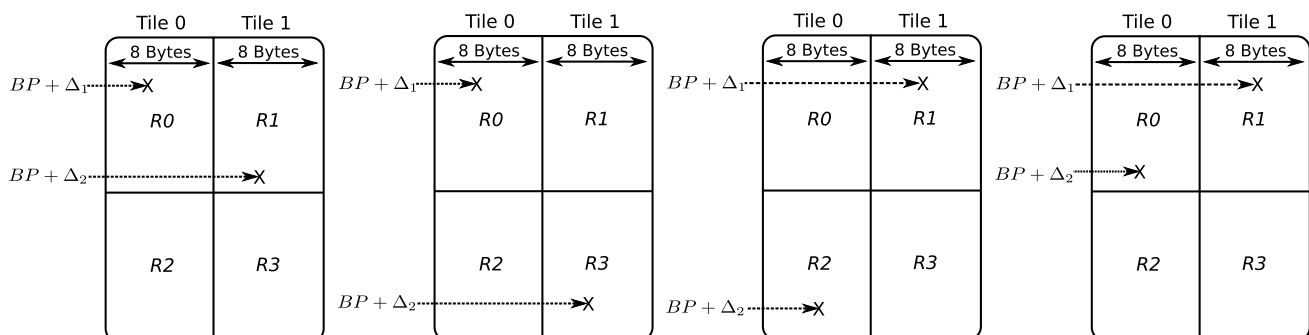 Tile 0 Tile 1
8 Bytes 8 Bytes
BP + Δ₁ X
R0 R1
BP + Δ₂ X
R2 R3
Tile 0 Tile 1
8 Bytes 8 Bytes
BP + Δ₁ X
R0 R1
R2 R3
BP + Δ₂ X
Tile 0 Tile 1
8 Bytes 8 Bytes
BP + Δ₁ X
R0 R1
R2 R3
BP + Δ₂ X
Tile 0 Tile 1
8 Bytes 8 Bytes
BP + Δ₁ X
R0 R1
BP + Δ₂ X
R2 R3